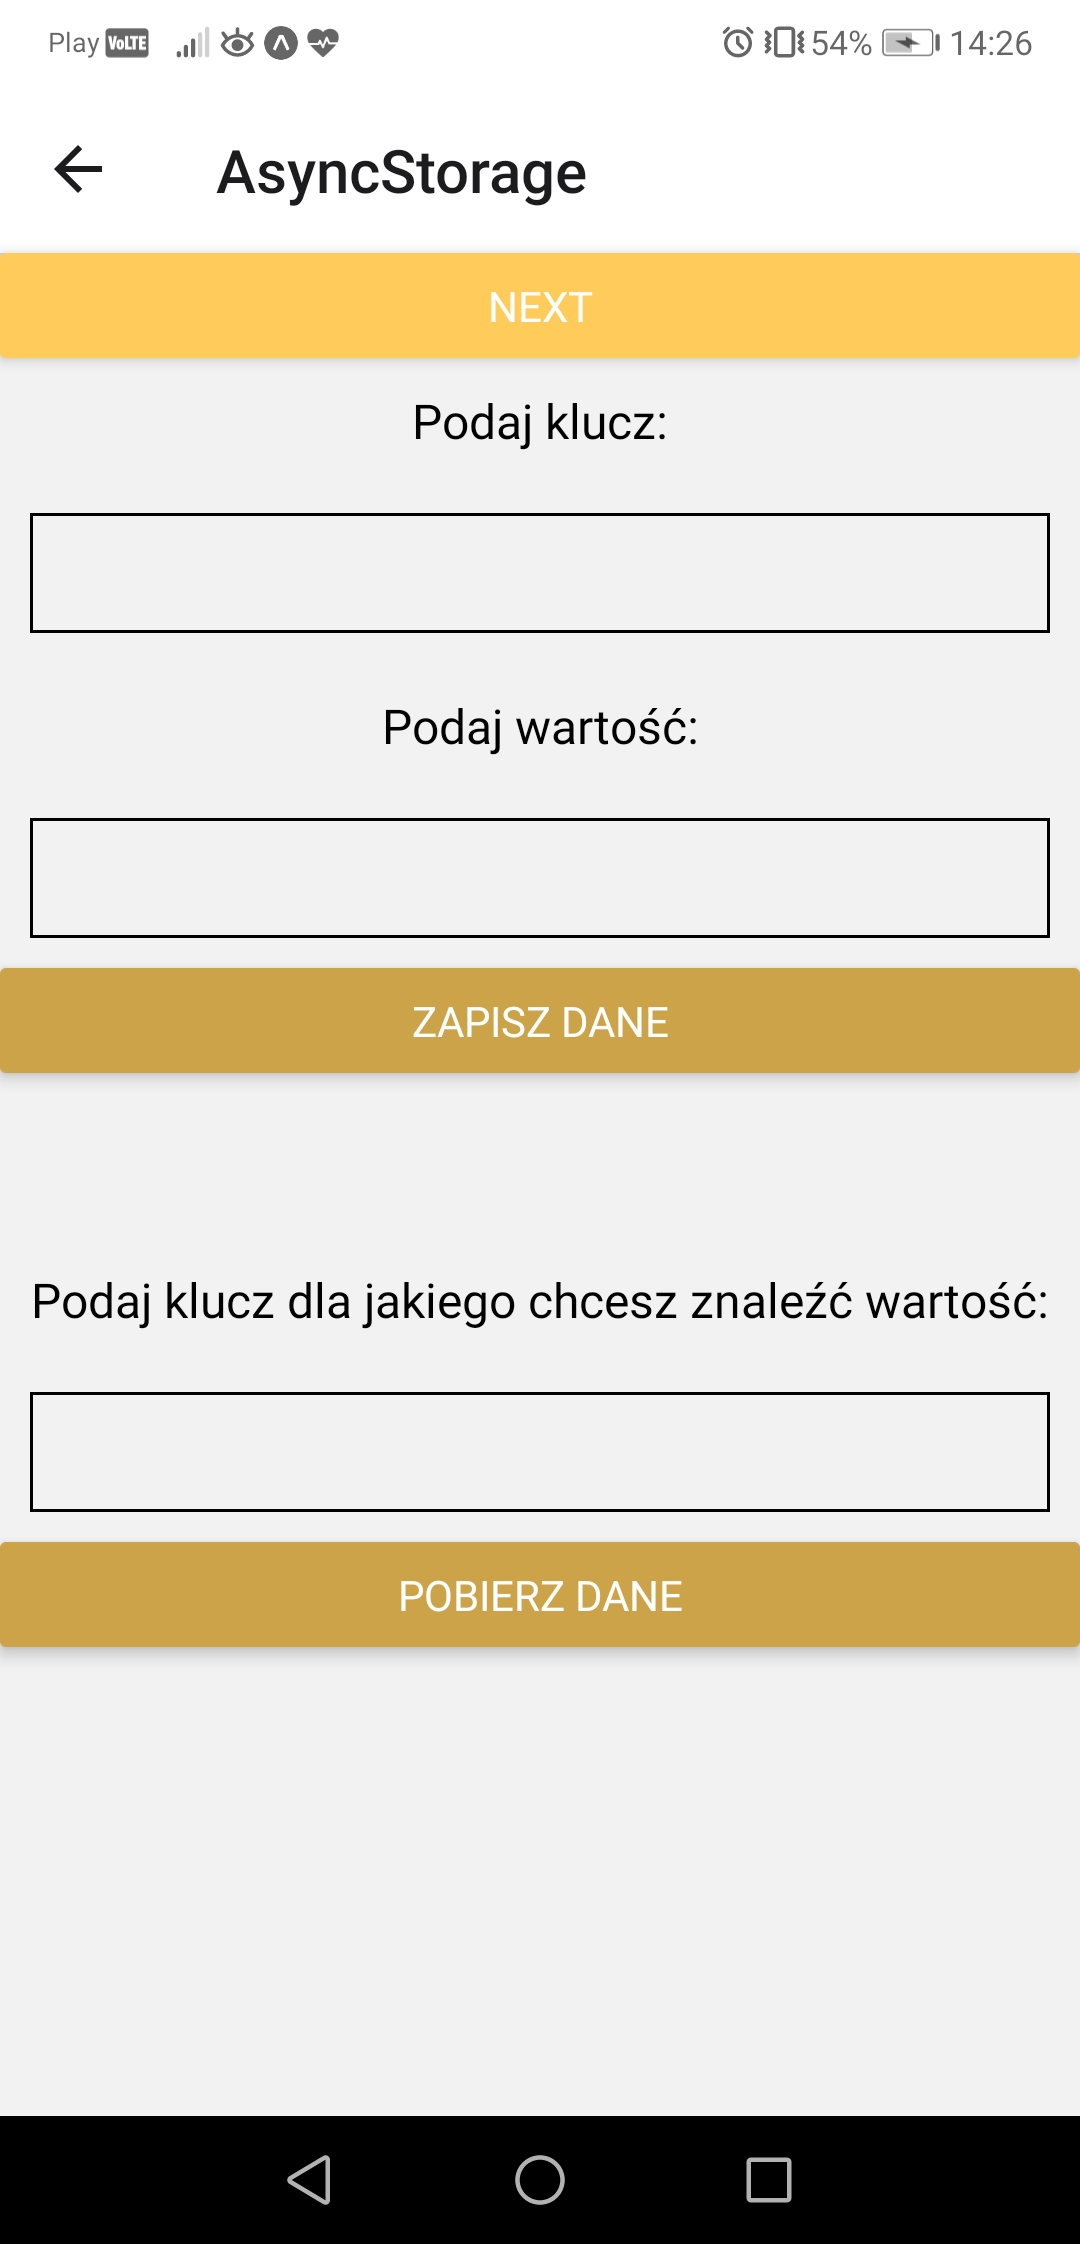 Play VoLTE 54% 14:26
AsyncStorage
NEXT
Podaj klucz:
Podaj wartość:
ZAPISZ DANE
Podaj klucz dla jakiego chcesz znaleźć wartość:
POBIERZ DANE